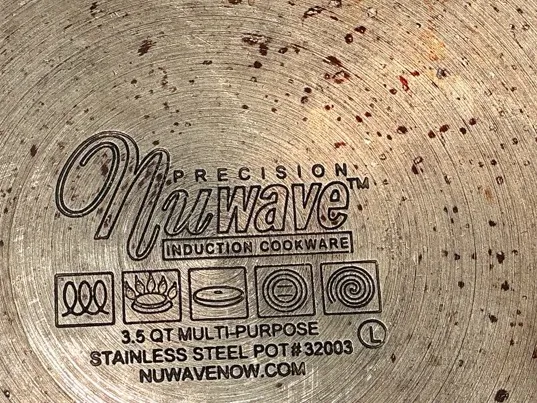 PRECISION
Nuwave™
INDUCTION COOKWARE
3.5 QT MULTI-PURPOSE
STAINLESS STEEL POT#32003 L
NUWAVENOW.COM